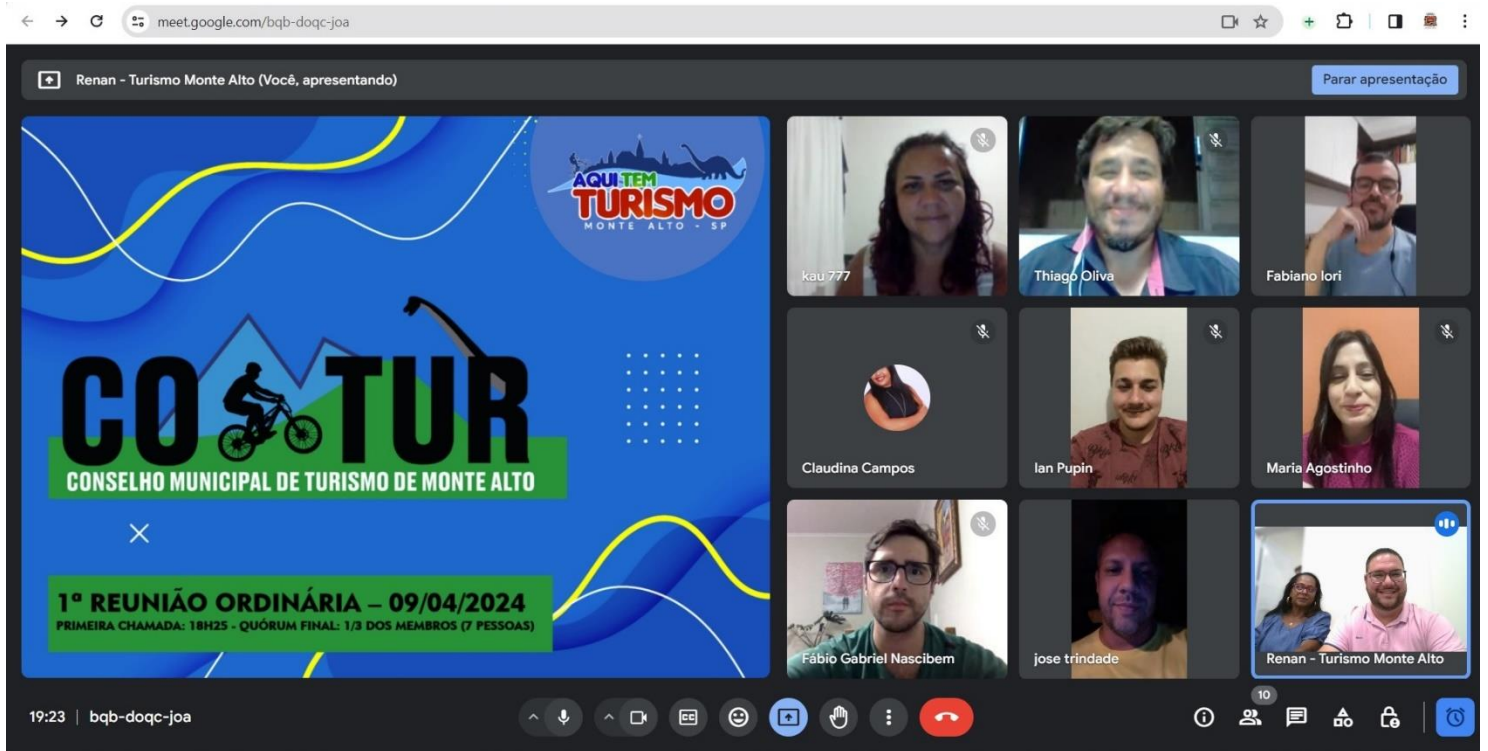 meet.google.com/bqb-doqc-joa
Renan - Turismo Monte Alto (Você, apresentando)
Parar apresentação
AQUI TEM
TURISMO
MONTE ALTO - SP
COMTUR
CONSELHO MUNICIPAL DE TURISMO DE MONTE ALTO
1ª REUNIÃO ORDINÁRIA – 09/04/2024
PRIMEIRA CHAMADA: 18H25 - QUÓRUM FINAL: 1/3 DOS MEMBROS (7 PESSOAS)
kau 777
Thiago Oliva
Fabiano Iori
Claudina Campos
Ian Pupin
Maria Agostinho
Fábio Gabriel Nascibem
jose trindade
Renan - Turismo Monte Alto
19:23 | bqb-doqc-joa
CC
10